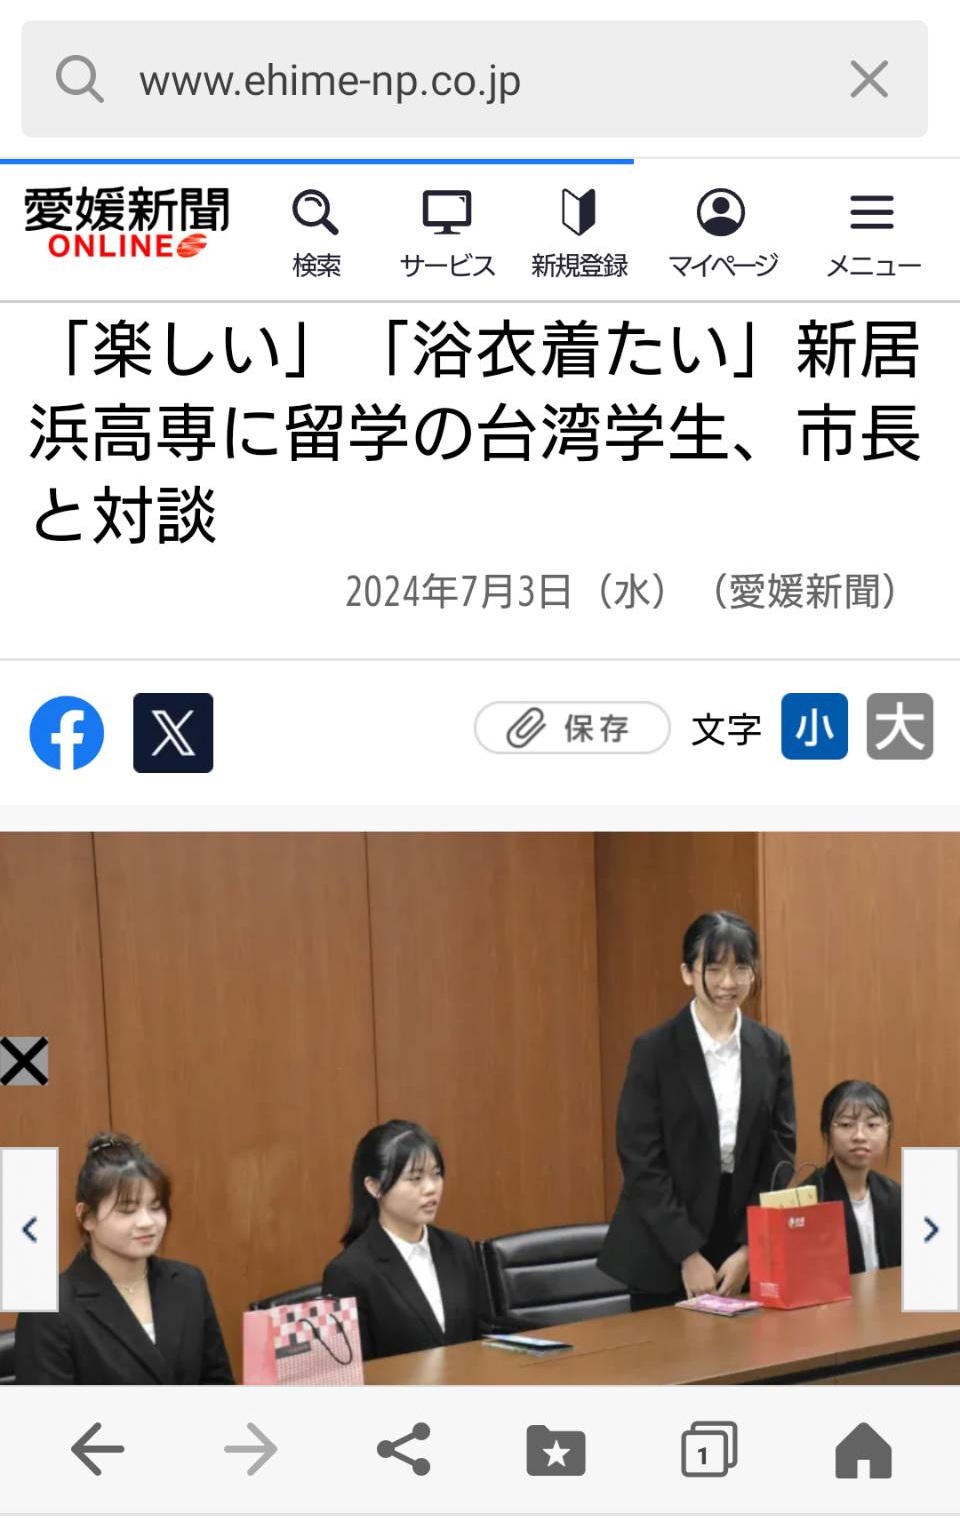 www.ehime-np.co.jp
愛媛新聞
ONLINE
検索
サービス
新規登録
マイページ
メニュー
「楽しい」「浴衣着たい」新居
浜高専に留学の台湾学生、市長
と対談
2024年7月3日（水）（愛媛新聞）
保存
文字
小
大
1